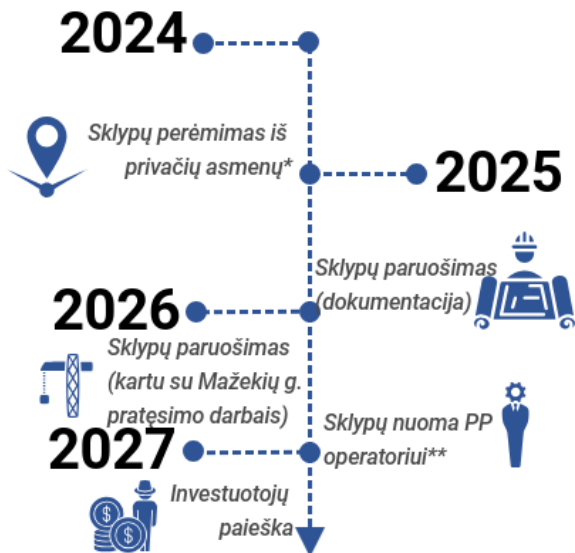 2024
Sklypų perėmimas iš
privačių asmenų*
2025
Sklypų paruošimas
(dokumentacija)
2026
Sklypų paruošimas
(kartu su Mažekių g.
pratęsimo darbais)
Sklypų nuoma PP
operatoriui**
2027
Investuotojų
paieška